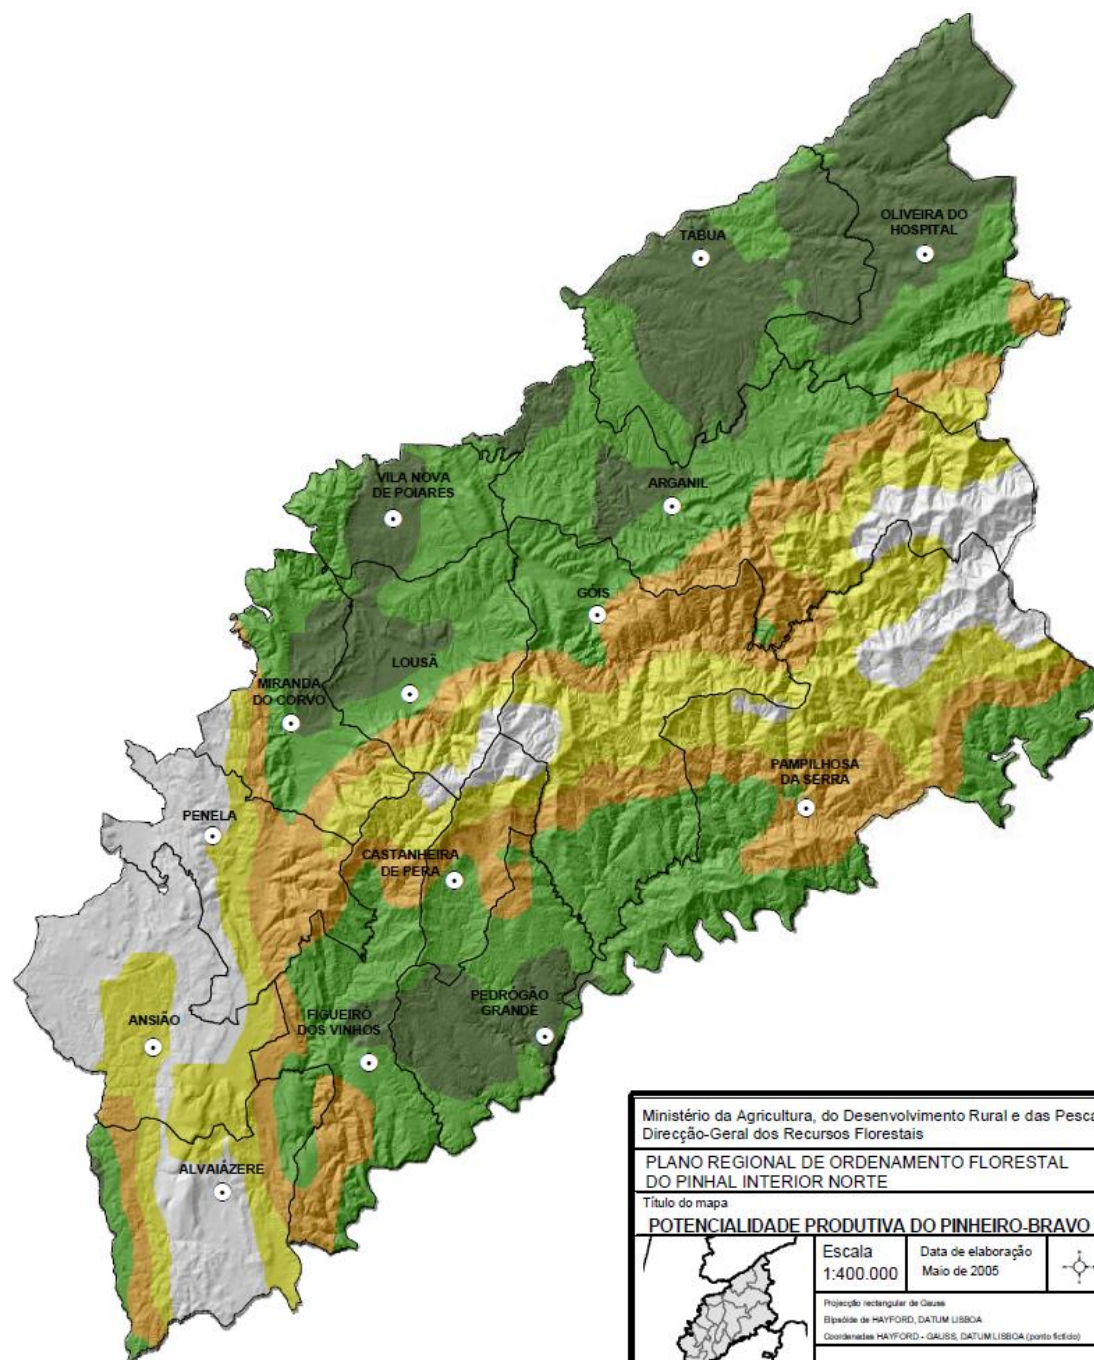 OLIVEIRA DO
HOSPITAL
TÁBUA
VILA NOVA
DE POIARES
ARGANIL
GÓIS
LOUSÃ
MIRANDA
DO CORVO
PAMPILHOSA
DA SERRA
PENELA
CASTANHEIRA
DE PERA
PEDRÓGÃO
GRANDE
ANSIÃO
FIGUEIRÓ
DOS VINHOS
ALVAIÁZERE
Ministério da Agricultura, do Desenvolvimento Rural e das Pesca
Direcção-Geral dos Recursos Florestais
PLANO REGIONAL DE ORDENAMENTO FLORESTAL
DO PINHAL INTERIOR NORTE
Título do mapa
POTENCIALIDADE PRODUTIVA DO PINHEIRO-BRAVO
Escala
1:400.000
Data de elaboração
Maio de 2005
Projecção rectangular de Gauss
Elipsóide de HAYFORD, DATUM LISBOA
Coordenadas HAYFORD - GAUSS, DATUM LISBOA (ponto fictício)